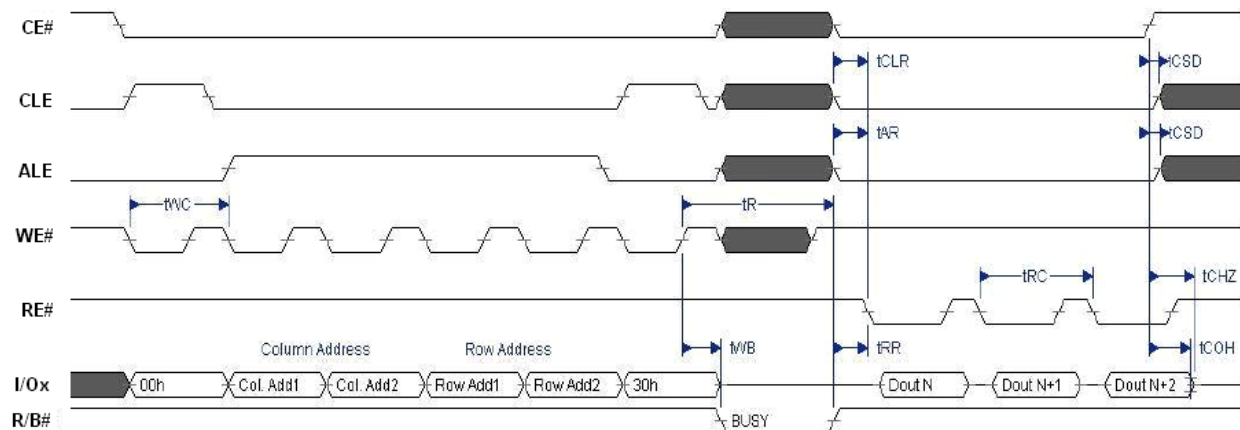 CE#
tCLR
tCSD
CLE
tAR
tCSD
ALE
tWC
tR
WE#
tRC
tCHZ
RE#
Column Address
Row Address
tWB
tRR
tCOH
I/Ox
00h
Col. Add1
Col. Add2
Row Add1
Row Add2
30h
Dout N
Dout N+1
Dout N+2
R/B#
BUSY